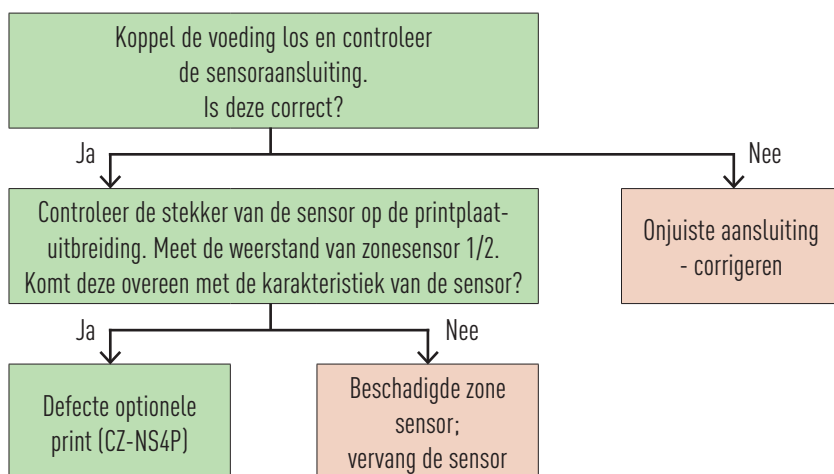 Koppel de voeding los en controleer
de sensoraansluiting.
Is deze correct?
Ja
Nee
Controleer de stekker van de sensor op de printplaat-
uitbreiding. Meet de weerstand van zonesensor 1/2.
Komt deze overeen met de karakteristiek van de sensor?
Onjuiste aansluiting
- corrigeren
Ja
Nee
Defecte optionele
print (CZ-NS4P)
Beschadigde zone
sensor;
vervang de sensor